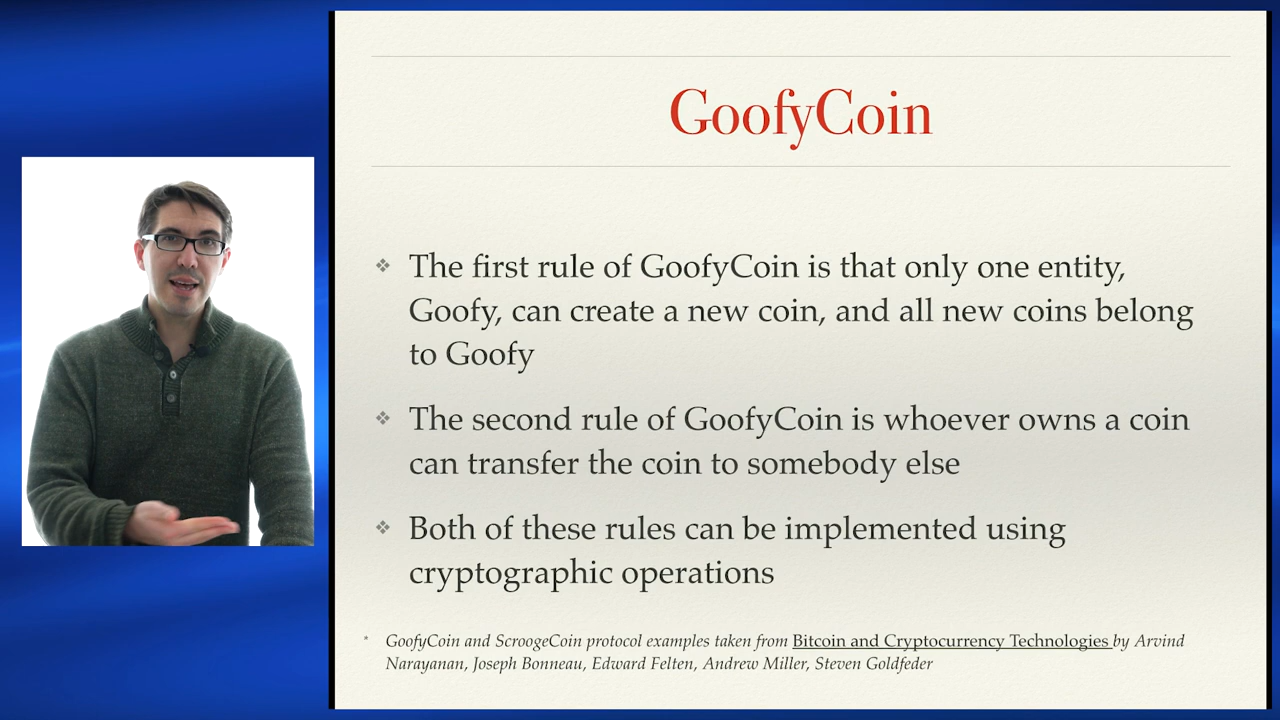 GoofyCoin
❖ The first rule of GoofyCoin is that only one entity,
Goofy, can create a new coin, and all new coins belong
to Goofy
❖ The second rule of GoofyCoin is whoever owns a coin
can transfer the coin to somebody else
❖ Both of these rules can be implemented using
cryptographic operations
* GoofyCoin and ScroogeCoin protocol examples taken from Bitcoin and Cryptocurrency Technologies by Arvind
Narayanan, Joseph Bonneau, Edward Felten, Andrew Miller, Steven Goldfeder